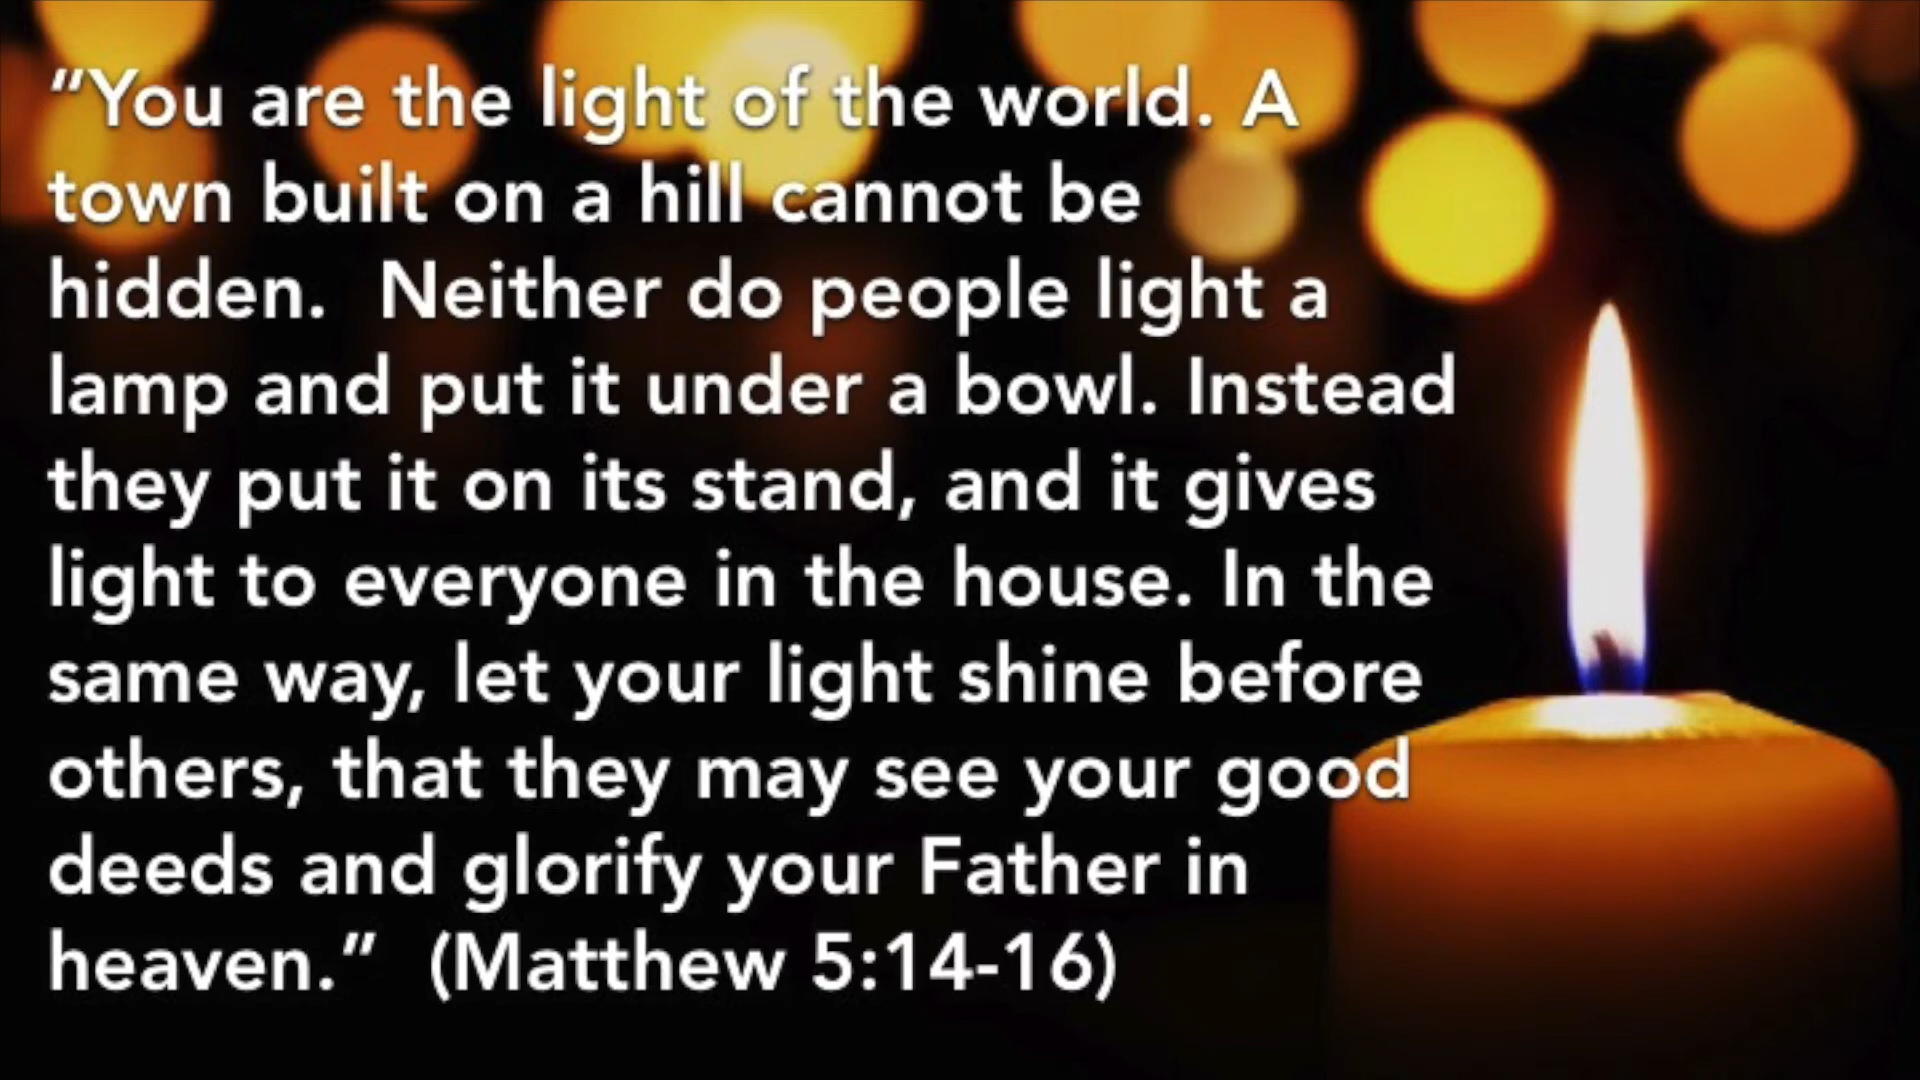 “You are the light of the world. A
town built on a hill cannot be
hidden.  Neither do people light a
lamp and put it under a bowl. Instead
they put it on its stand, and it gives
light to everyone in the house. In the
same way, let your light shine before
others, that they may see your good
deeds and glorify your Father in
heaven.”  (Matthew 5:14-16)